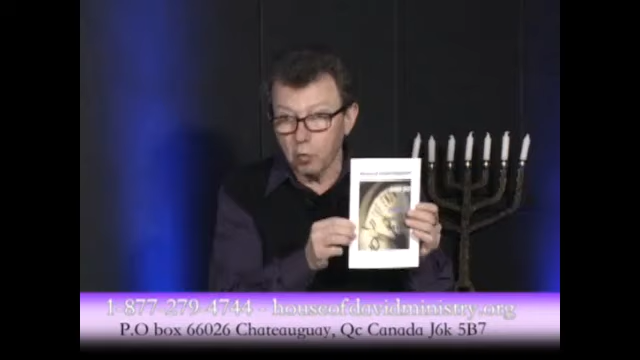 1-877-279-4744 - houseofdavidministry.org
P.O box 66026 Chateauguay, Qc Canada J6k 5B7